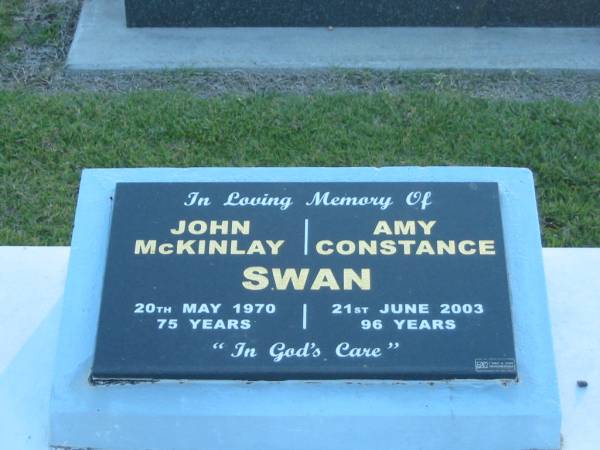 In Loving Memory Of
JOHN McKINLAY
AMY CONSTANCE
SWAN
20TH MAY 1970
75 YEARS
21ST JUNE 2003
96 YEARS
"In God's Care"